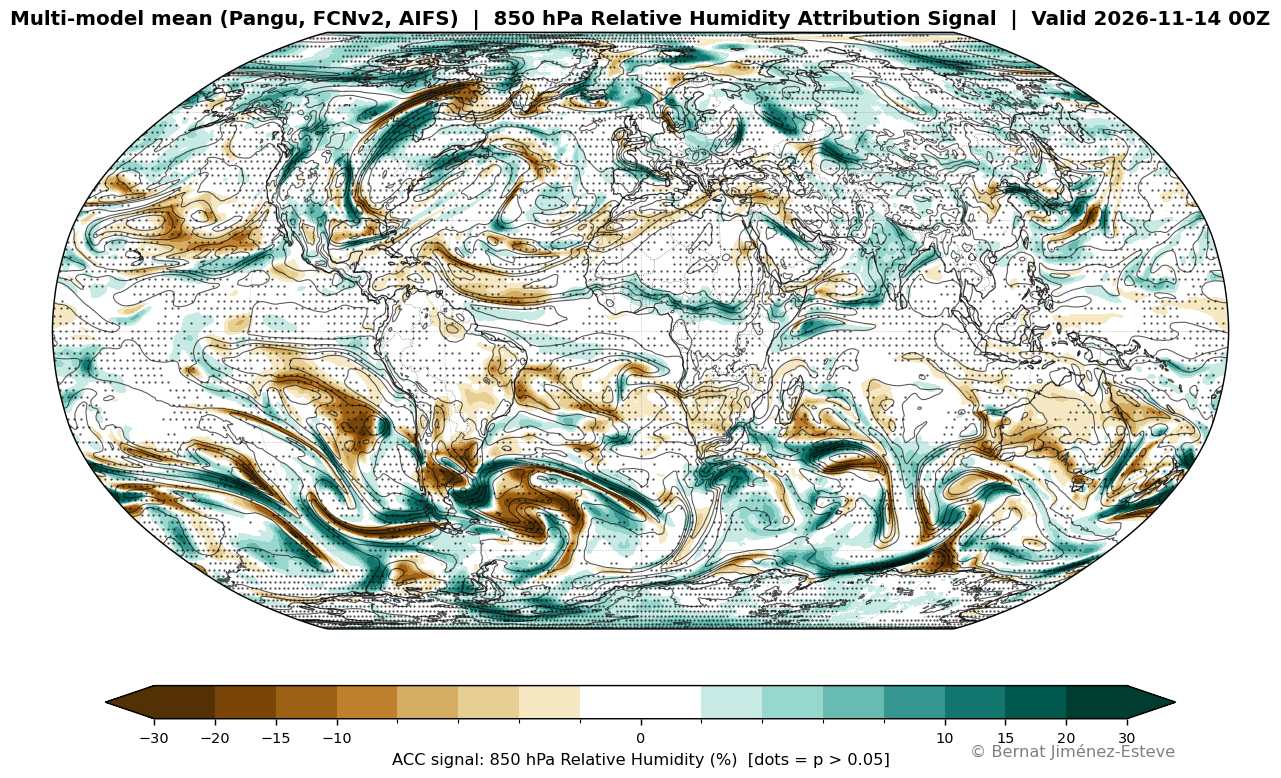 Multi-model mean (Pangu, FCNv2, AIFS)  |  850 hPa Relative Humidity Attribution Signal  |  Valid 2026-11-14 00Z
−30 −20 −15 −10 0 10 15 20 30
ACC signal: 850 hPa Relative Humidity (%)  [dots = p > 0.05]
© Bernat Jiménez-Esteve